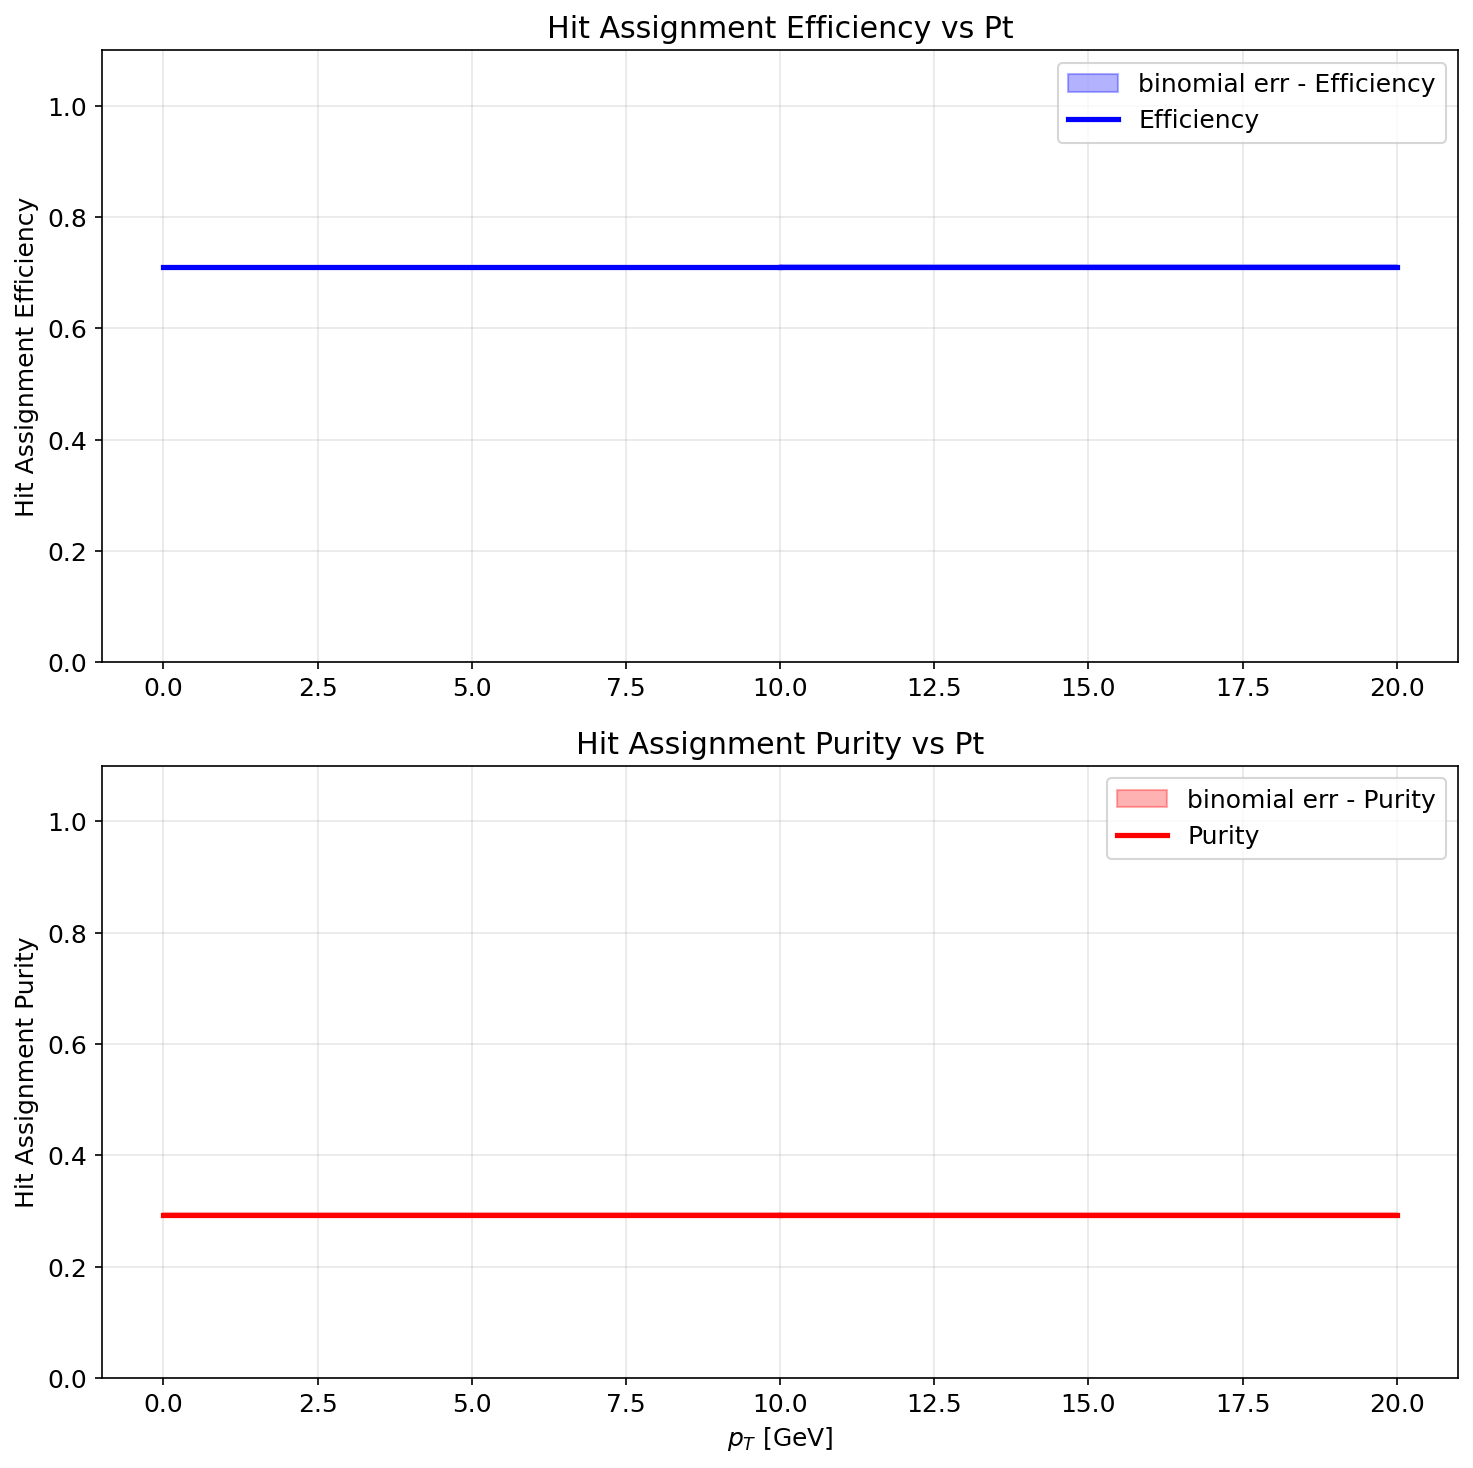 Hit Assignment Efficiency vs Pt
binomial err - Efficiency
Efficiency
Hit Assignment Efficiency
1.0
0.8
0.6
0.4
0.2
0.0
0.0 2.5 5.0 7.5 10.0 12.5 15.0 17.5 20.0
Hit Assignment Purity vs Pt
binomial err - Purity
Purity
Hit Assignment Purity
1.0
0.8
0.6
0.4
0.2
0.0
0.0 2.5 5.0 7.5 10.0 12.5 15.0 17.5 20.0
p_T [GeV]